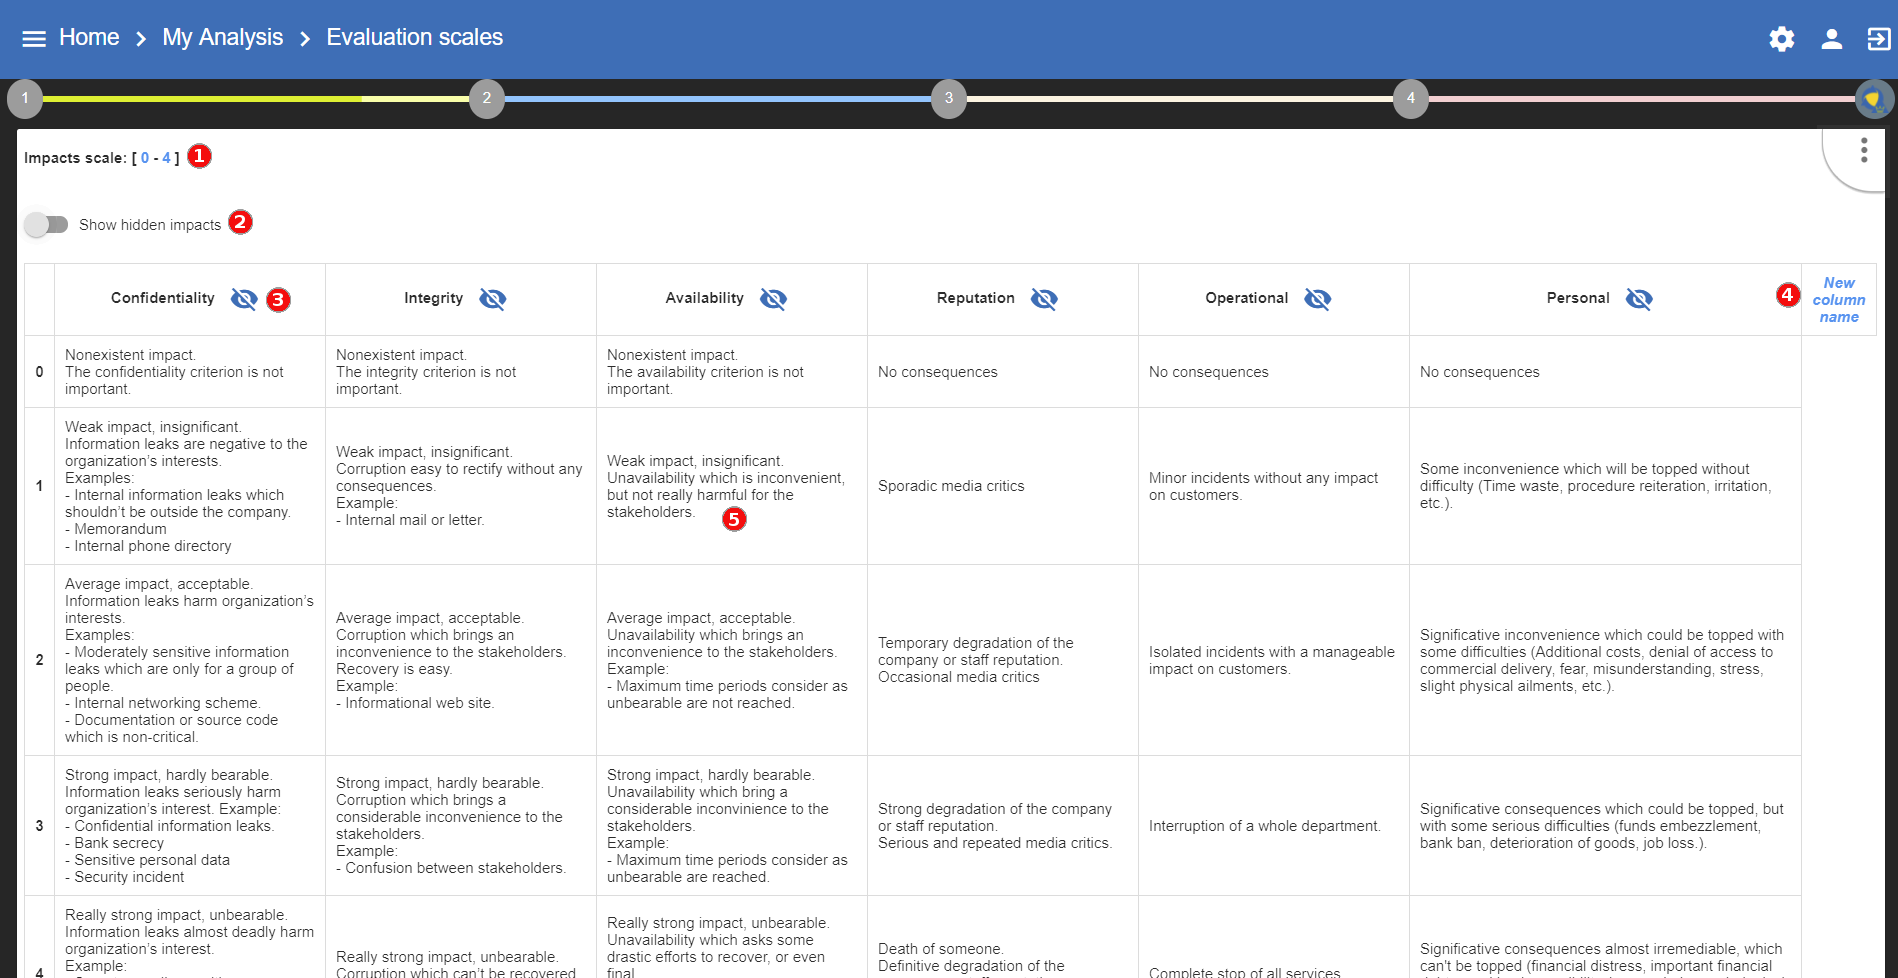 Home > My Analysis > Evaluation scales
1 2 3 4
Impacts scale: [ 0 - 4 ] 1
Show hidden impacts 2
Confidentiality 3 Integrity Availability Reputation Operational Personal 4
New
column
name
0
Nonexistent impact.
The confidentiality criterion is not
important.
Nonexistent impact.
The integrity criterion is not
important.
Nonexistent impact.
The availability criterion is not
important.
No consequences
No consequences
No consequences
1
Weak impact, insignificant.
Information leaks are negative to the
organization's interests.
Examples:
- Internal information leaks which
shouldn't be outside the company.
- Memorandum
- Internal phone directory
Weak impact, insignificant.
Corruption easy to rectify without any
consequences.
Example:
- Internal mail or letter.
Weak impact, insignificant.
Unavailability which is inconvenient,
but not really harmful for the
stakeholders.
5
Sporadic media critics
Minor incidents without any impact
on customers.
Some inconvenience which will be topped without
difficulty (Time waste, procedure reiteration, irritation,
etc.).
2
Average impact, acceptable.
Information leaks harm organization's
interests.
Examples:
- Moderately sensitive information
leaks which are only for a group of
people.
- Internal networking scheme.
- Documentation or source code
which is non-critical.
Average impact, acceptable.
Corruption which brings an
inconvenience to the stakeholders.
Recovery is easy.
Example:
- Informational web site.
Average impact, acceptable.
Unavailability which brings an
inconvenience to the stakeholders.
Example:
- Maximum time periods consider as
unbearable are not reached.
Temporary degradation of the
company or staff reputation.
Occasional media critics
Isolated incidents with a manageable
impact on customers.
Significative inconvenience which could be topped with
some difficulties (Additional costs, denial of access to
commercial delivery, fear, misunderstanding, stress,
slight physical ailments, etc.).
3
Strong impact, hardly bearable.
Information leaks seriously harm
organization's interest. Example:
- Confidential information leaks.
- Bank secrecy
- Sensitive personal data
- Security incident
Strong impact, hardly bearable.
Corruption which brings a
considerable inconvenience to the
stakeholders.
Example:
- Confusion between stakeholders.
Strong impact, hardly bearable.
Unavailability which bring a
considerable inconvinience to the
stakeholders.
Example:
- Maximum time periods consider as
unbearable are reached.
Strong degradation of the company
or staff reputation.
Serious and repeated media critics.
Interruption of a whole department.
Significative consequences which could be topped, but
with some serious difficulties (funds embezzlement,
bank ban, deterioration of goods, job loss.).
4
Really strong impact, unbearable.
Information leaks almost deadly harm
organization's interest.
Example:
Really strong impact, unbearable.
Corruption which can't be recovered
Really strong impact, unbearable.
Unavailability which asks some
drastic efforts to recover, or even
final
Death of someone.
Definitive degradation of the
Complete stop of all services
Significative consequences almost irremediable, which
can't be topped (financial distress, important financial